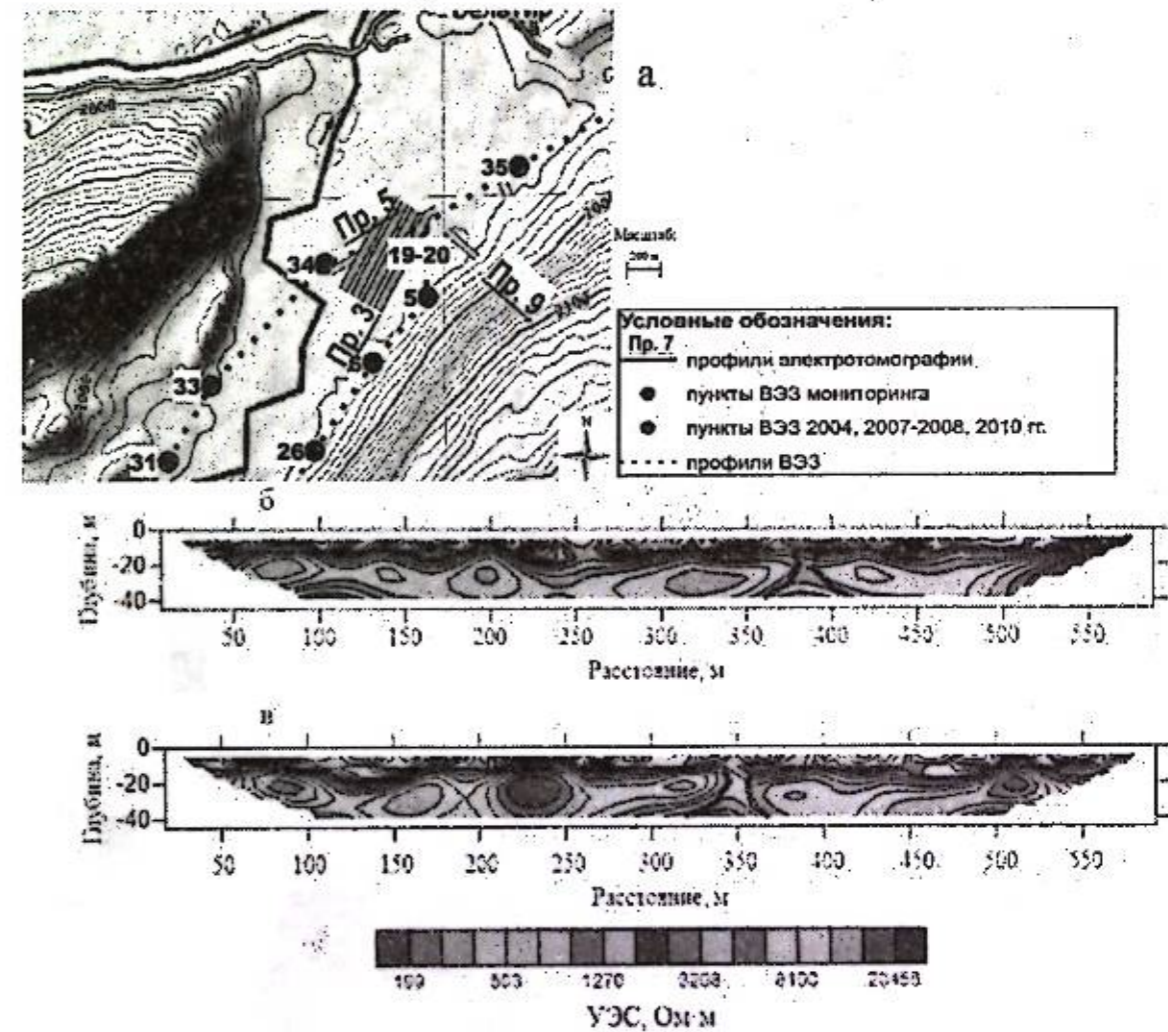 а
35
Пр. 5
34
19-20
5
Пр. 9
Пр. 3
33
31
26
Масштаб:
200 м
N
Условные обозначения:
Пр. 7
профили электротомографии
пункты ВЭЗ мониторинга
пункты ВЭЗ 2004, 2007-2008, 2010 гг.
профили ВЭЗ
б
Глубина, м
0
-20
-40
50 100 150 200 250 300 350 400 450 500 550
Расстояние, м
в
Глубина, м
0
-20
-40
50 100 150 200 250 300 350 400 450 500 550
Расстояние, м
199 503 1270 3208 8100 20458
УЭС, Ом·м